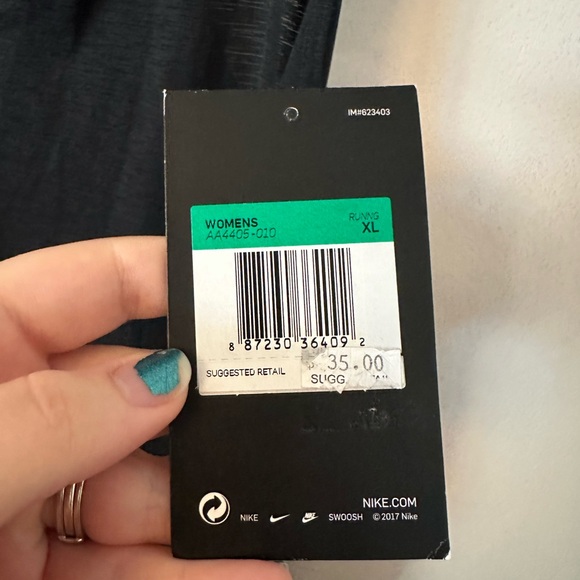 IM#623403
WOMENS RUNNG
AA4405-010 XL
8 87230 36409 2
SUGGESTED RETAIL 35.00
SUGG.
NIKE.COM
NIKE SWOOSH © 2017 Nike